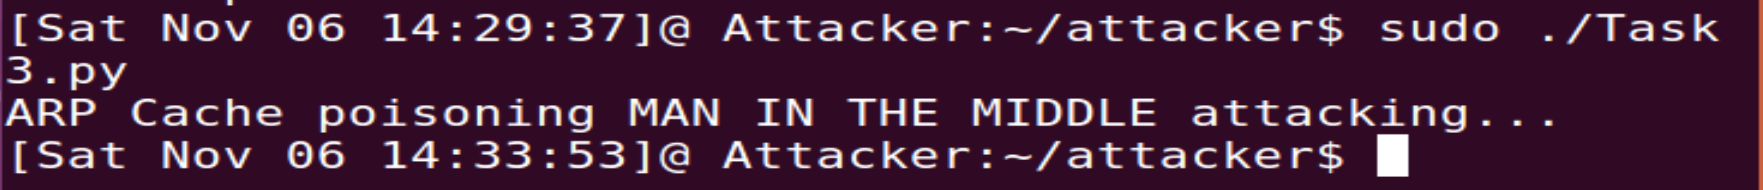 [Sat Nov 06 14:29:37]@ Attacker:~/attacker$ sudo ./Task
3.py
ARP Cache poisoning MAN IN THE MIDDLE attacking...
[Sat Nov 06 14:33:53]@ Attacker:~/attacker$